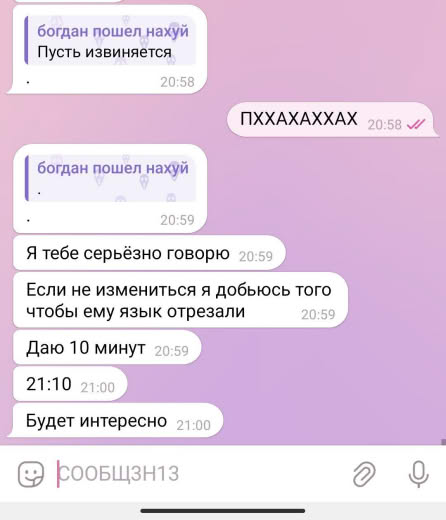 богдан пошел нахуй
Пусть извиняется
.
20:58
ПХХАХАХХАХ 20:58
богдан пошел нахуй
.
.
20:59
Я тебе серьёзно говорю 20:59
Если не измениться я добьюсь того
чтобы ему язык отрезали 20:59
Даю 10 минут 20:59
21:10 21:00
Будет интересно 21:00
СООБЩЗН13